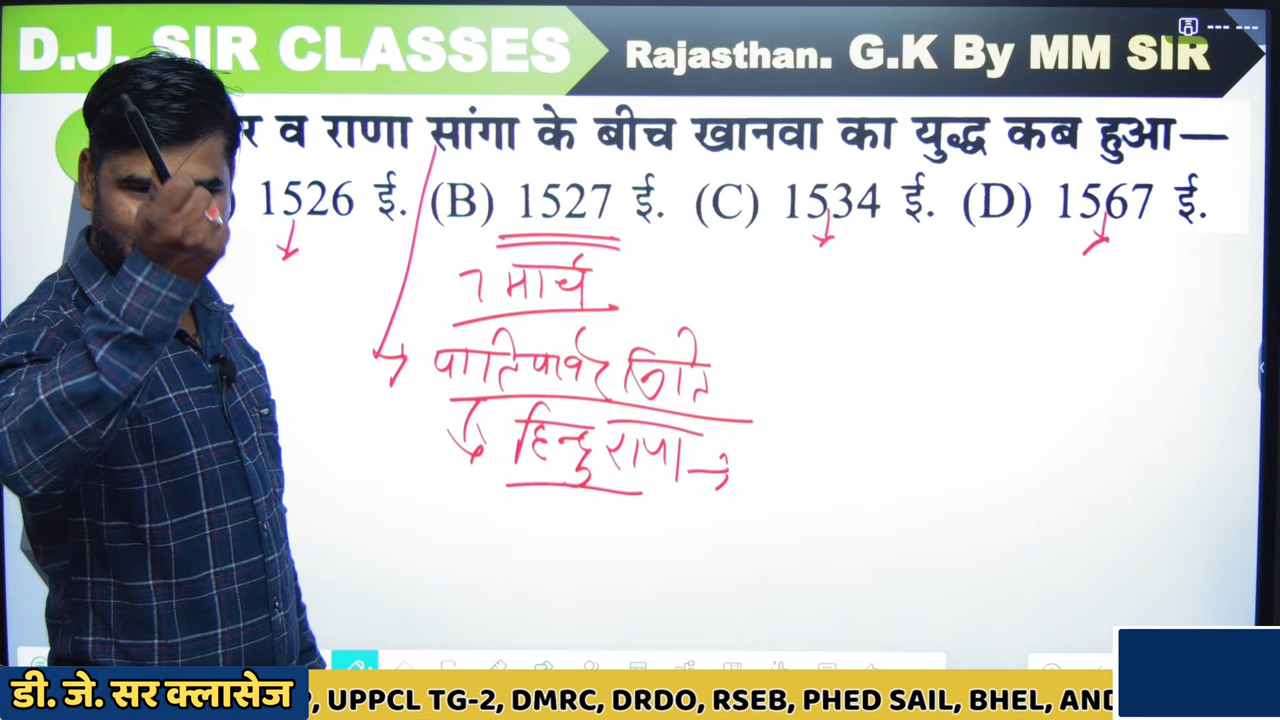 D.J. SIR CLASSES
Rajasthan. G.K By MM SIR
र व राणा सांगा के बीच खानवा का युद्ध कब हुआ—
1526 ई. (B) 1527 ई. (C) 1534 ई. (D) 1567 ई.
7 मार्च
हिन्दु
डी. जे. सर क्लासेज
P, UPPCL TG-2, DMRC, DRDO, RSEB, PHED SAIL, BHEL, AND